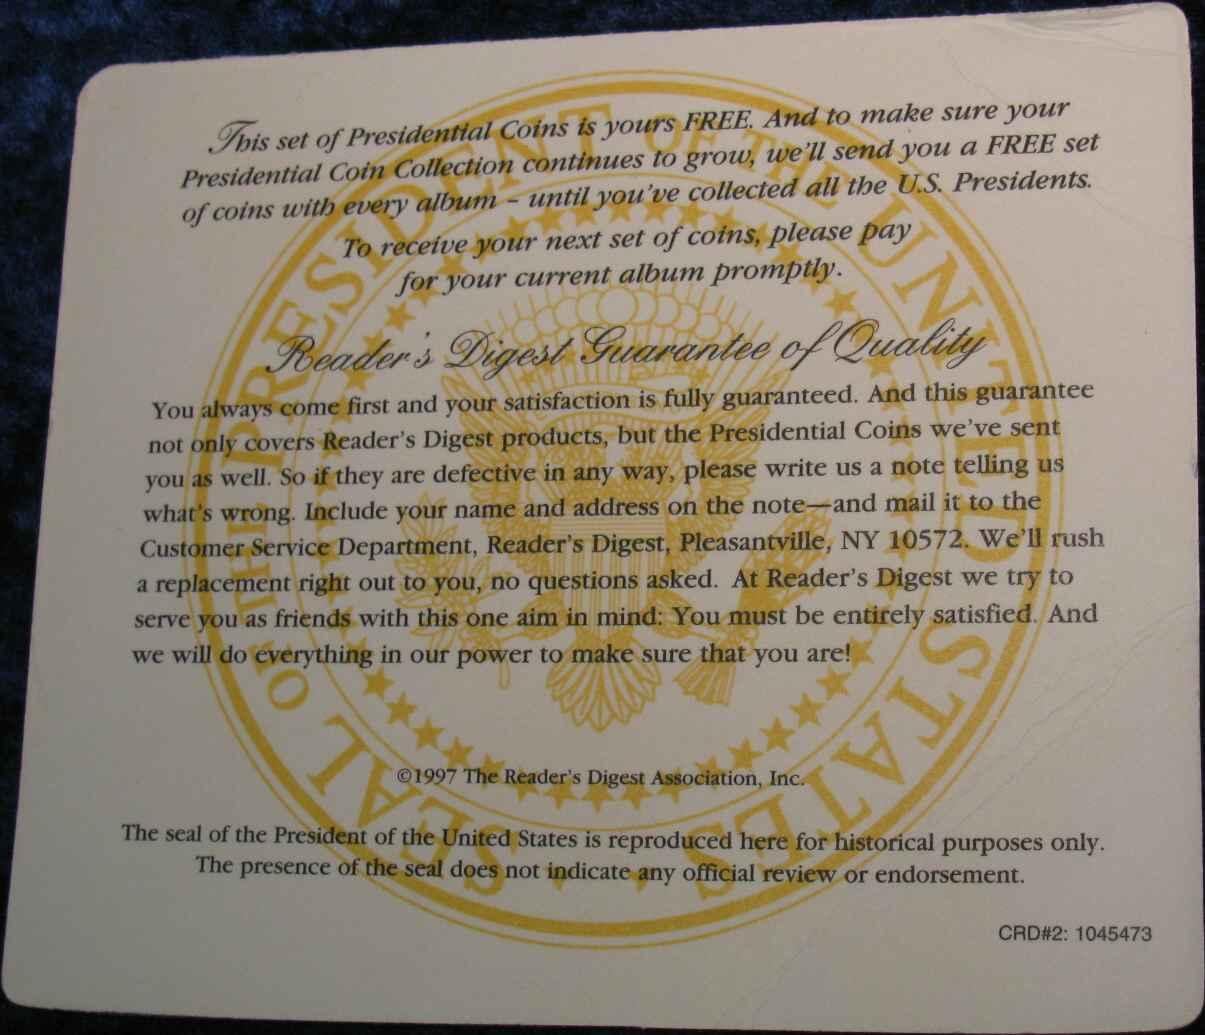 This set of Presidential Coins is yours FREE. And to make sure your
Presidential Coin Collection continues to grow, we'll send you a FREE set
of coins with every album – until you've collected all the U.S. Presidents.
To receive your next set of coins, please pay
for your current album promptly.
Reader's Digest Guarantee of Quality
You always come first and your satisfaction is fully guaranteed. And this guarantee
not only covers Reader's Digest products, but the Presidential Coins we've sent
you as well. So if they are defective in any way, please write us a note telling us
what's wrong. Include your name and address on the note—and mail it to the
Customer Service Department, Reader's Digest, Pleasantville, NY 10572. We'll rush
a replacement right out to you, no questions asked. At Reader's Digest we try to
serve you as friends with this one aim in mind: You must be entirely satisfied. And
we will do everything in our power to make sure that you are!
©1997 The Reader's Digest Association, Inc.
The seal of the President of the United States is reproduced here for historical purposes only.
The presence of the seal does not indicate any official review or endorsement.
CRD#2: 1045473
SEAL OF THE PRESIDENT OF THE UNITED STATES